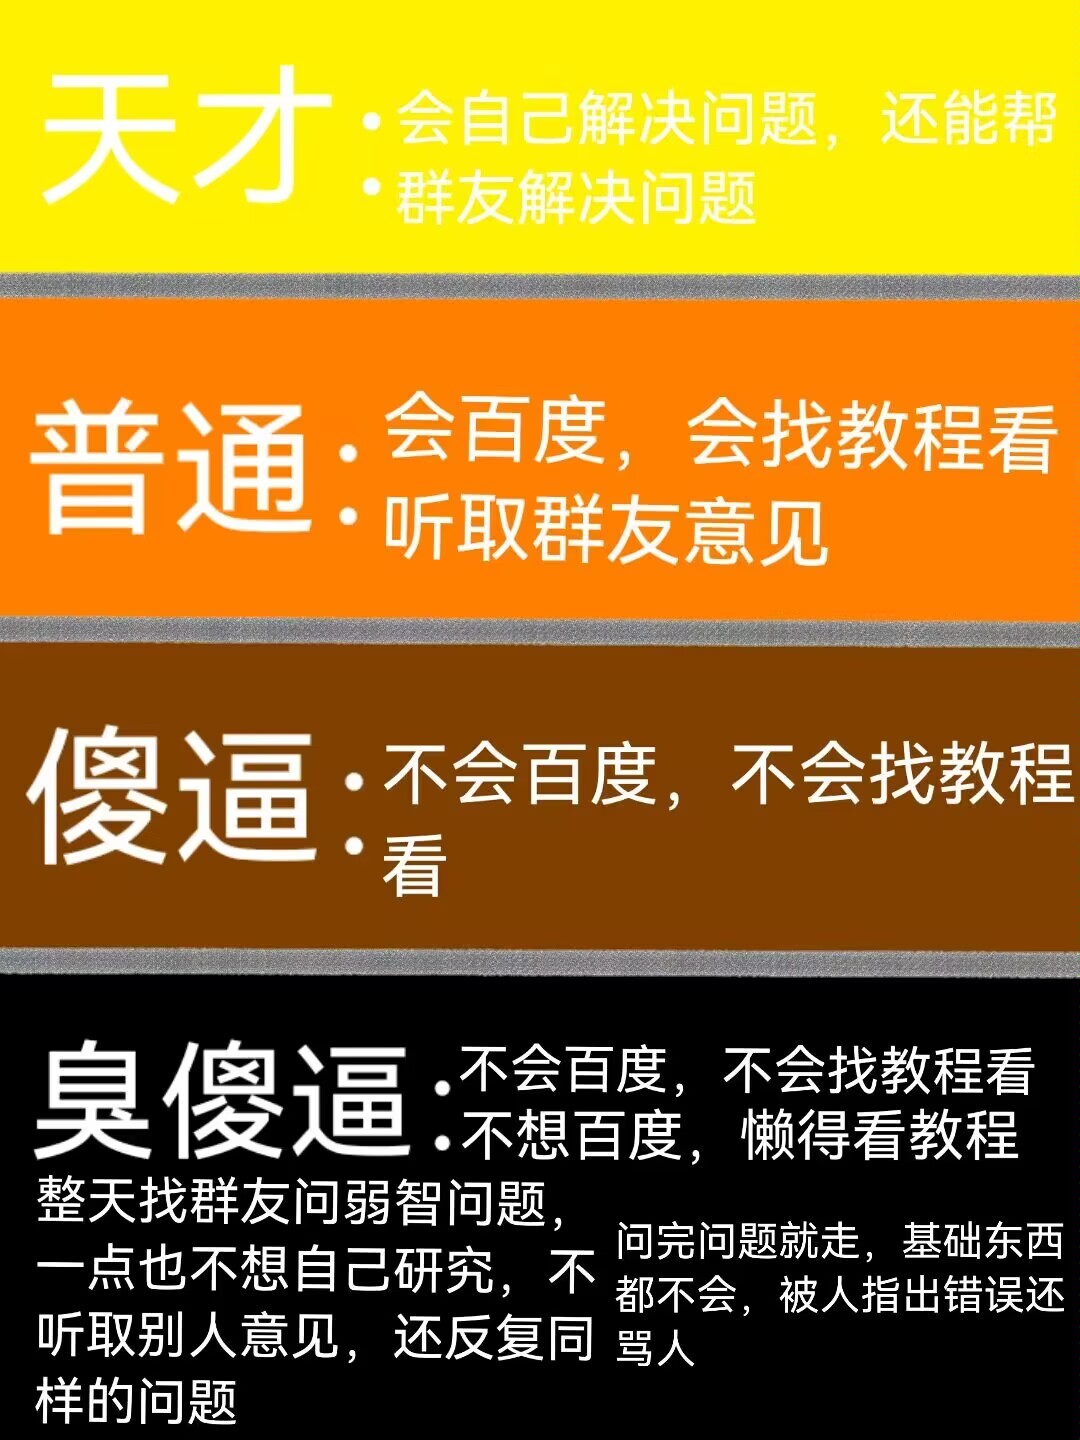 天才：会自己解决问题，还能帮
群友解决问题
普通：会百度，会找教程看
听取群友意见
傻逼：不会百度，不会找教程
看
臭傻逼：不会百度，不会找教程看
不想百度，懒得看教程
整天找群友问弱智问题，
一点也不想自己研究，不
听取别人意见，还反复同
样的问题
问完问题就走，基础东西
都不会，被人指出错误还
骂人